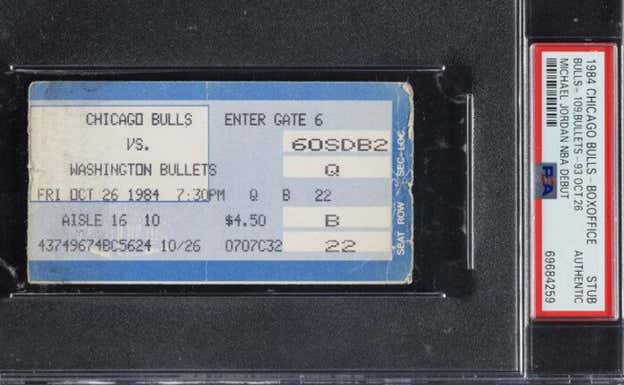 CHICAGO BULLS ENTER GATE 6
VS. 60SDB2
WASHINGTON BULLETS Q
FRI OCT 26 1984 7:30PM Q B 22
AISLE 16 10 $4.50 B
43749674BC5624 10/26 0707C32 22
SEAT ROW SEC-LOC.
1984 CHICAGO BULLS - BOXOFFICE
BULLS - 109,BULLETS - 93 OCT.26
MICHAEL JORDAN NBA DEBUT
PSA
STUB
AUTHENTIC
69684259